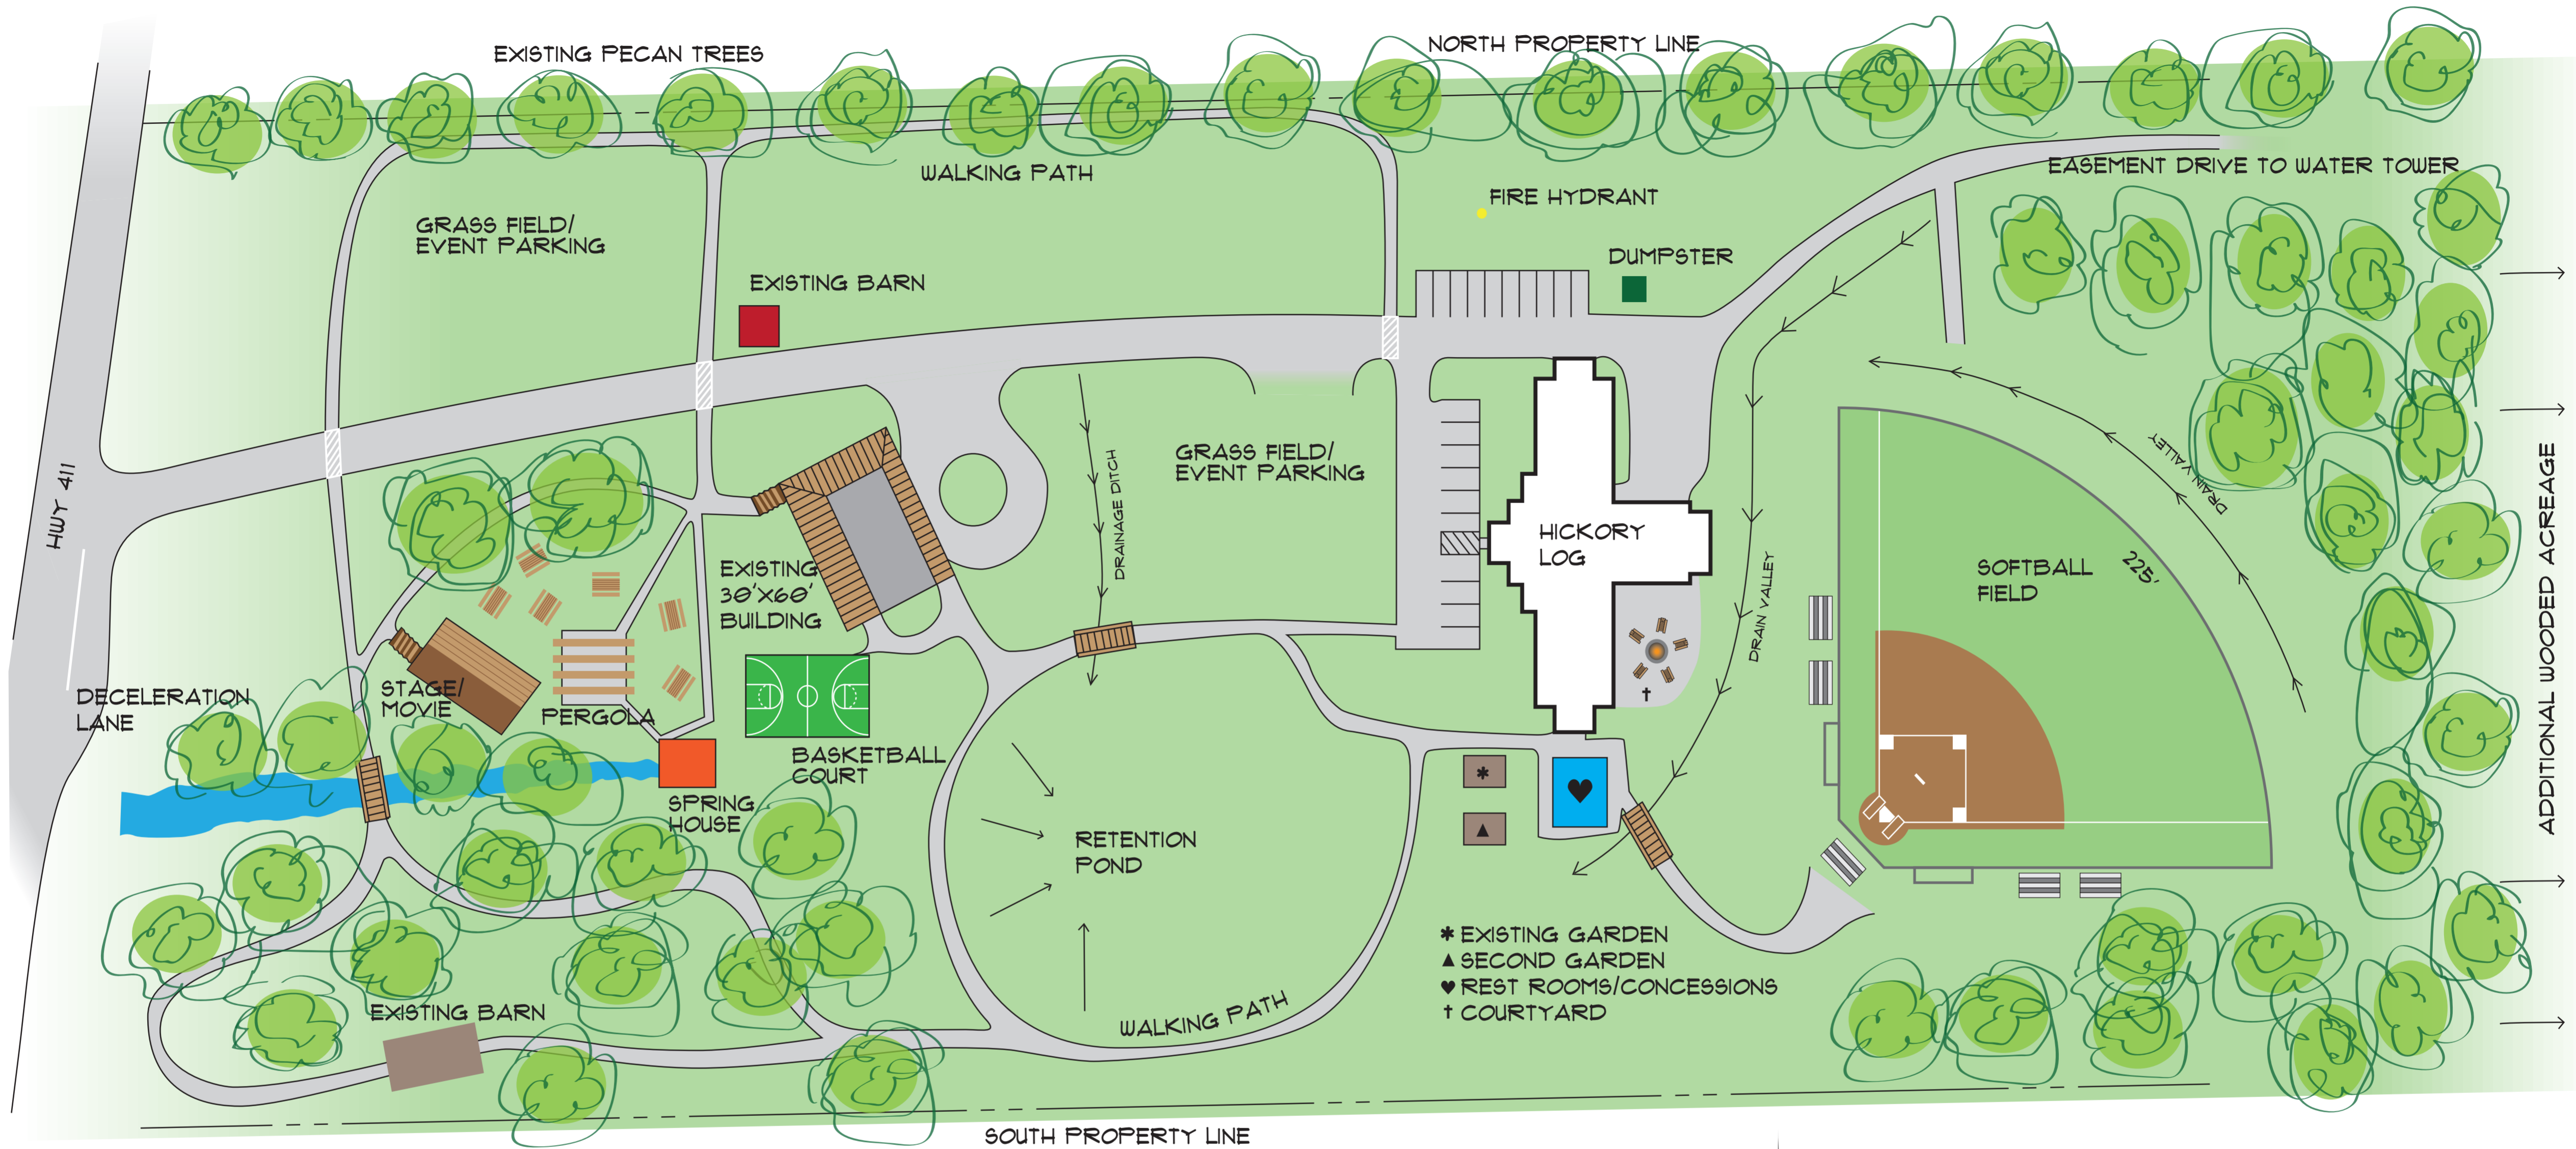 EXISTING PECAN TREES
NORTH PROPERTY LINE
WALKING PATH
EASEMENT DRIVE TO WATER TOWER
FIRE HYDRANT
GRASS FIELD/
EVENT PARKING
DUMPSTER
EXISTING BARN
HWY 411
DRAINAGE DITCH
GRASS FIELD/
EVENT PARKING
DRAIN VALLEY
HICKORY
LOG
ADDITIONAL WOODED ACREAGE
EXISTING
30'X60'
BUILDING
DRAIN VALLEY
SOFTBALL
FIELD
225'
DECELERATION
LANE
STAGE/
MOVIE
PERGOLA
BASKETBALL
COURT
SPRING
HOUSE
RETENTION
POND
* EXISTING GARDEN
▲ SECOND GARDEN
♥ REST ROOMS/CONCESSIONS
† COURTYARD
EXISTING BARN
WALKING PATH
SOUTH PROPERTY LINE